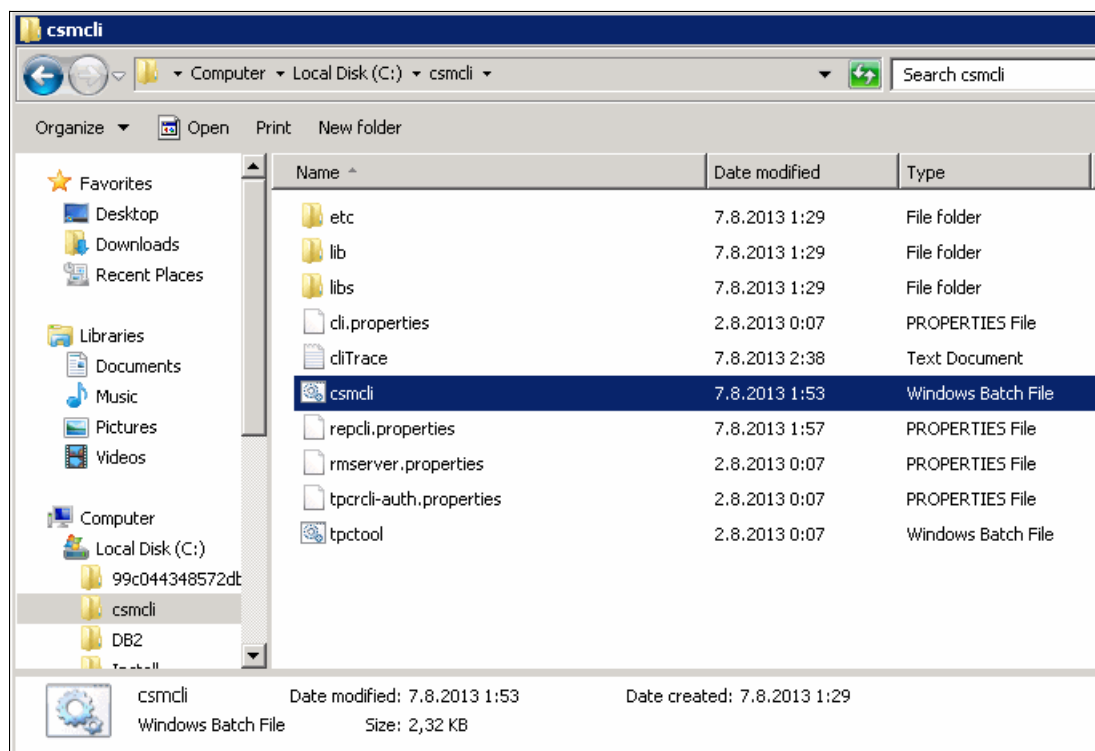 csmcli
Computer Local Disk (C:) csmcli Search csmcli
Organize Open Print New folder
Name Date modified Type
Favorites
Desktop
Downloads
Recent Places
Libraries
Documents
Music
Pictures
Videos
Computer
Local Disk (C:)
99c044348572db
csmcli
DB2
etc 7.8.2013 1:29 File folder
lib 7.8.2013 1:29 File folder
libs 7.8.2013 1:29 File folder
cli.properties 2.8.2013 0:07 PROPERTIES File
cliTrace 7.8.2013 2:38 Text Document
csmcli 7.8.2013 1:53 Windows Batch File
repcli.properties 7.8.2013 1:57 PROPERTIES File
rmserver.properties 2.8.2013 0:07 PROPERTIES File
tpcrcli-auth.properties 2.8.2013 0:07 PROPERTIES File
tpctool 2.8.2013 0:07 Windows Batch File
csmcli Date modified: 7.8.2013 1:53 Date created: 7.8.2013 1:29
Windows Batch File Size: 2,32 KB